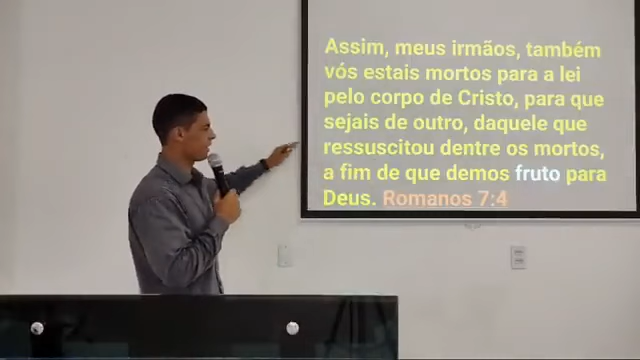 Assim, meus irmãos, também
vós estais mortos para a lei
pelo corpo de Cristo, para que
sejais de outro, daquele que
ressuscitou dentre os mortos,
a fim de que demos fruto para
Deus. Romanos 7:4